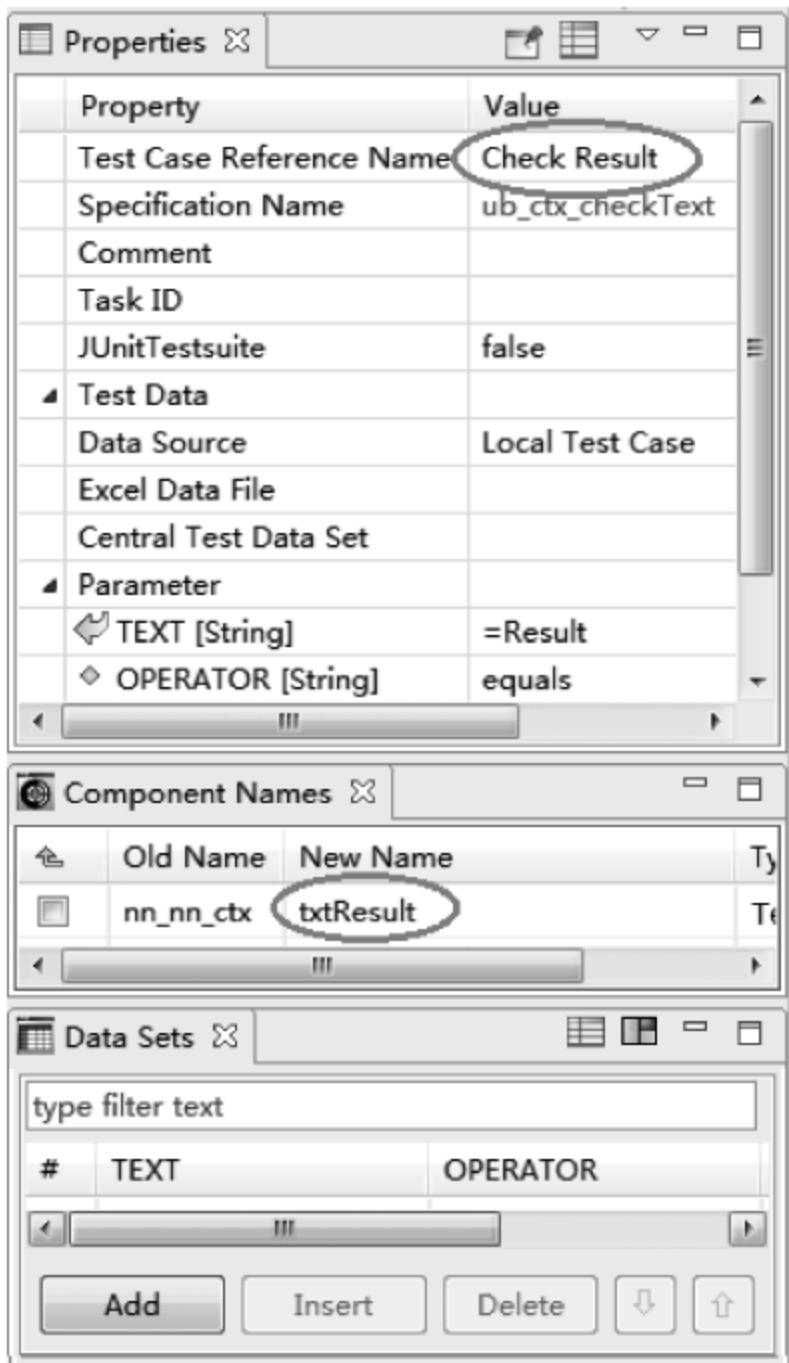 Properties
Property Value
Test Case Reference Name Check Result
Specification Name ub_ctx_checkText
Comment
Task ID
JUnitTestsuite false
Test Data
Data Source Local Test Case
Excel Data File
Central Test Data Set
Parameter
TEXT [String] =Result
OPERATOR [String] equals
Component Names
Old Name New Name Ty
nn_nn_ctx txtResult Te
Data Sets
type filter text
# TEXT OPERATOR
Add Insert Delete